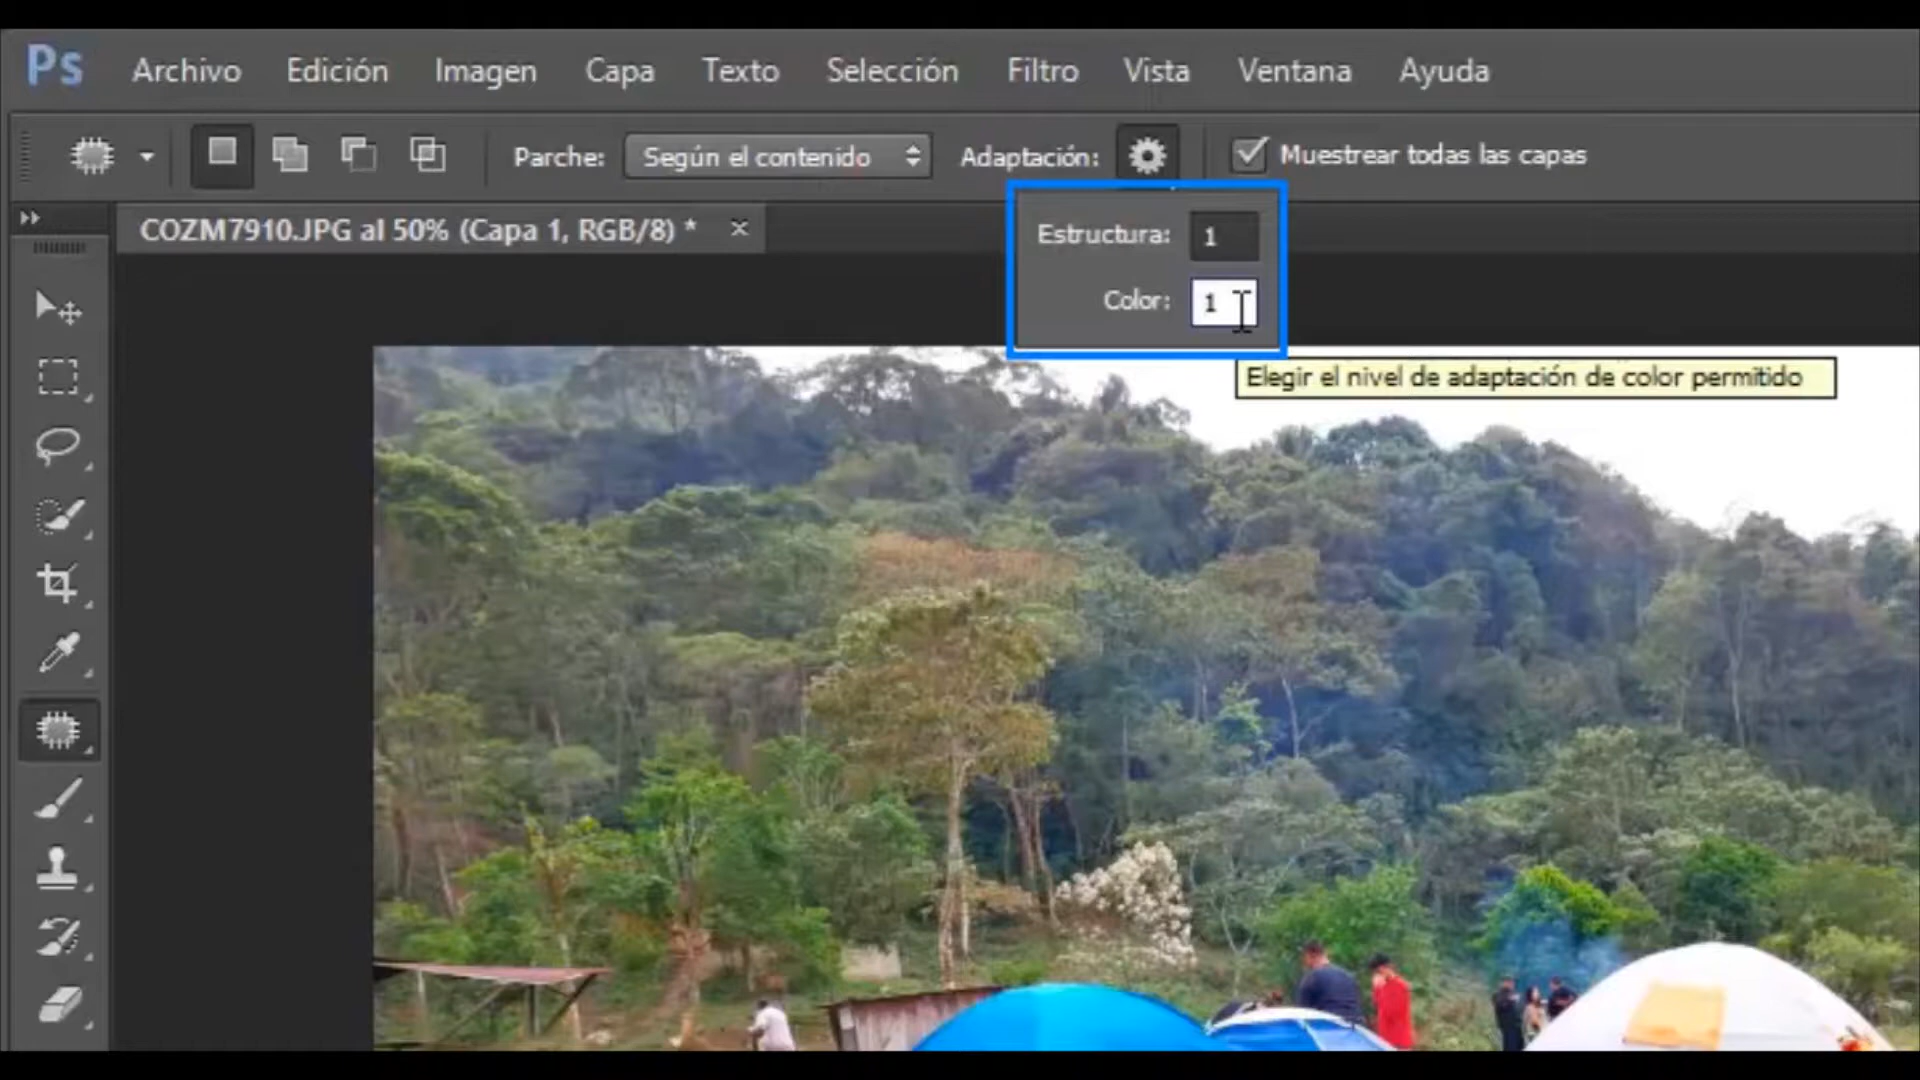 Ps Archivo Edición Imagen Capa Texto Selección Filtro Vista Ventana Ayuda
Parche: Según el contenido Adaptación: Muestrear todas las capas
COZM7910.JPG al 50% (Capa 1, RGB/8) * ×
Estructura: 1
Color: 1
Elegir el nivel de adaptación de color permitido